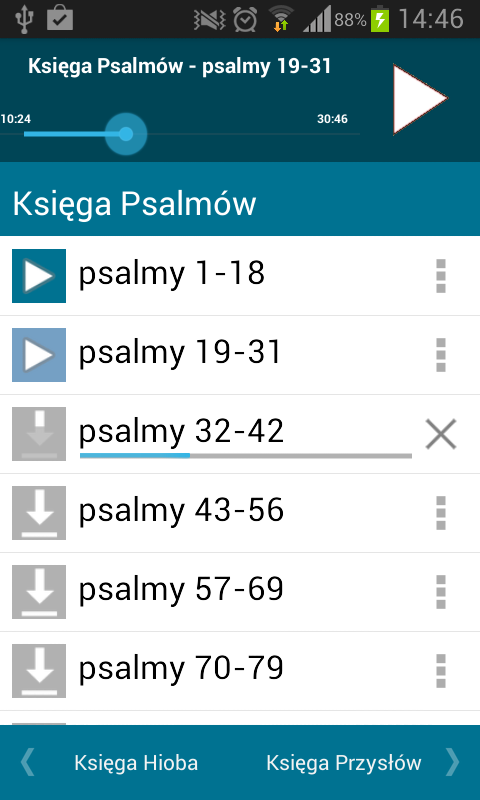 88% 14:46
Księga Psalmów - psalmy 19-31
10:24 30:46
Księga Psalmów
psalmy 1-18
psalmy 19-31
psalmy 32-42
psalmy 43-56
psalmy 57-69
psalmy 70-79
Księga Hioba Księga Przysłów